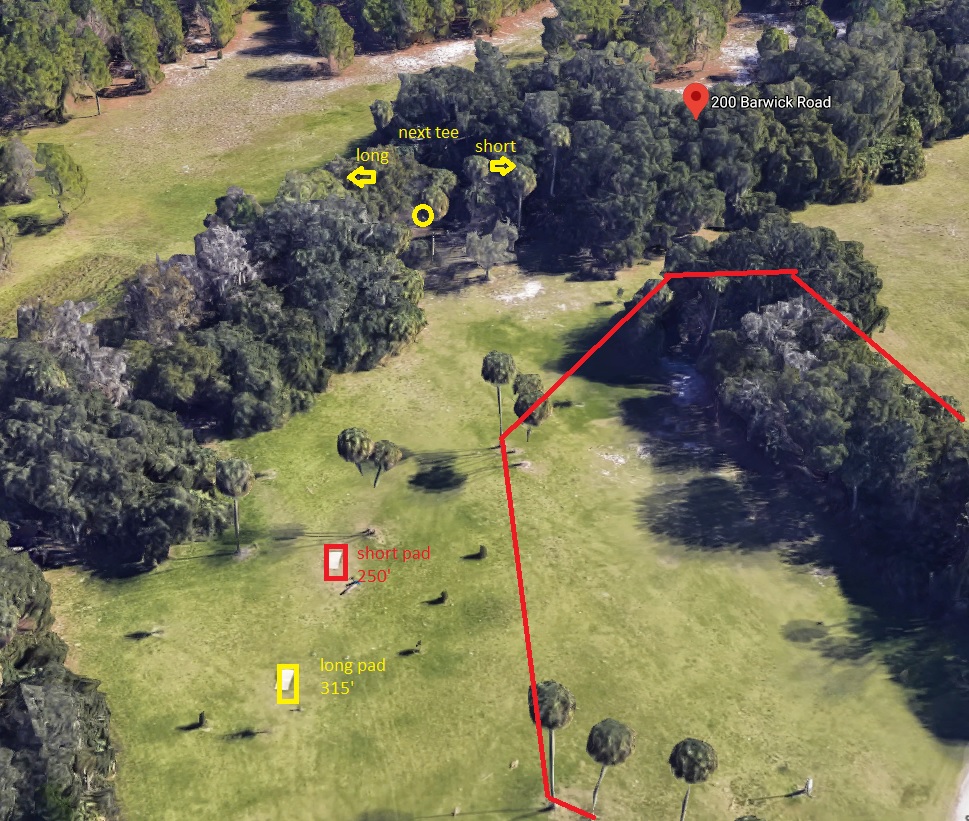 200 Barwick Road
next tee
long
short
short pad
250'
long pad
315'